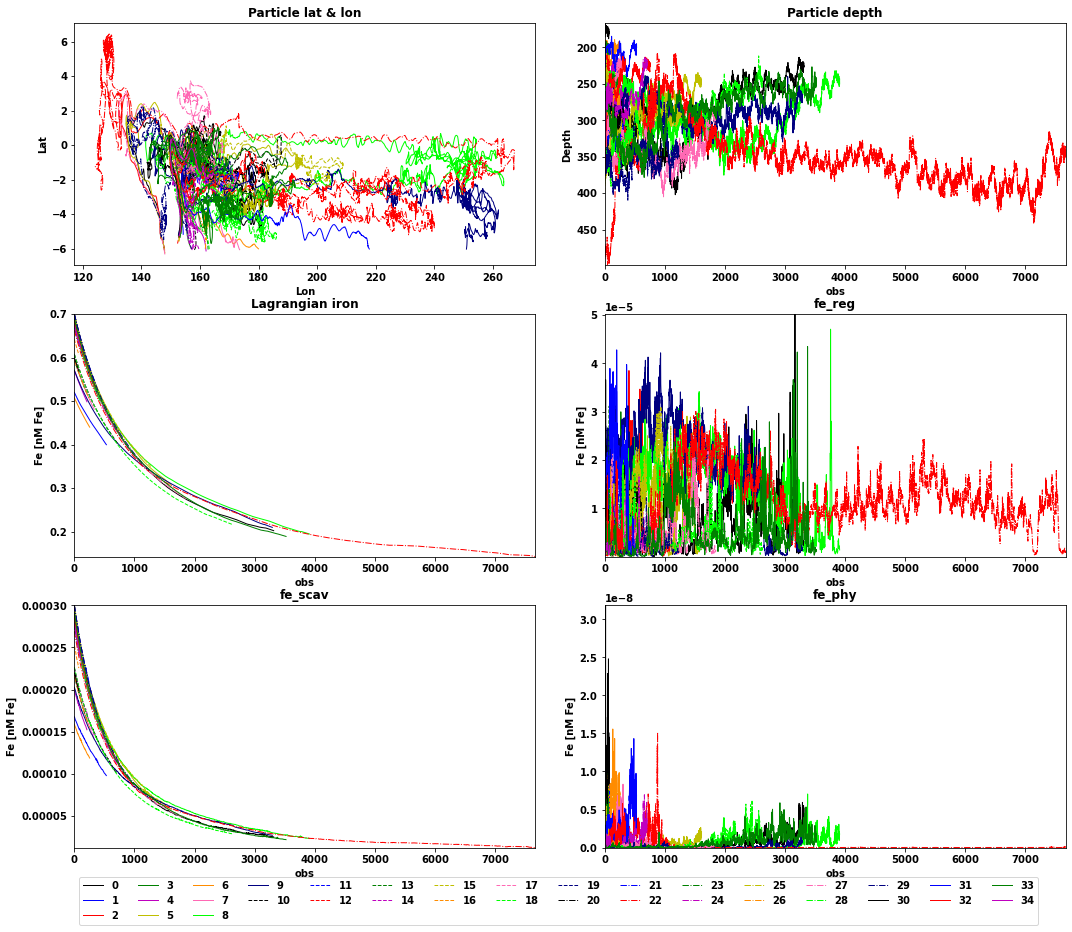 Particle lat & lon
6
4
2
0
−2
−4
−6
Lat
120 140 160 180 200 220 240 260
Lon
Particle depth
200
250
300
350
400
450
Depth
0 1000 2000 3000 4000 5000 6000 7000
obs
Lagrangian iron
0.7
0.6
0.5
0.4
0.3
0.2
Fe [nM Fe]
0 1000 2000 3000 4000 5000 6000 7000
obs
fe_reg
1e−5
5
4
3
2
1
Fe [nM Fe]
0 1000 2000 3000 4000 5000 6000 7000
obs
fe_scav
0.00030
0.00025
0.00020
0.00015
0.00010
0.00005
Fe [nM Fe]
0 1000 2000 3000 4000 5000 6000 7000
obs
fe_phy
1e−8
3.0
2.5
2.0
1.5
1.0
0.5
0.0
Fe [nM Fe]
0 1000 2000 3000 4000 5000 6000 7000
obs
0 3 6 9 11 13 15 17 19 21 23 25 27 29 31 33
1 4 7 10 12 14 16 18 20 22 24 26 28 30 32 34
2 5 8